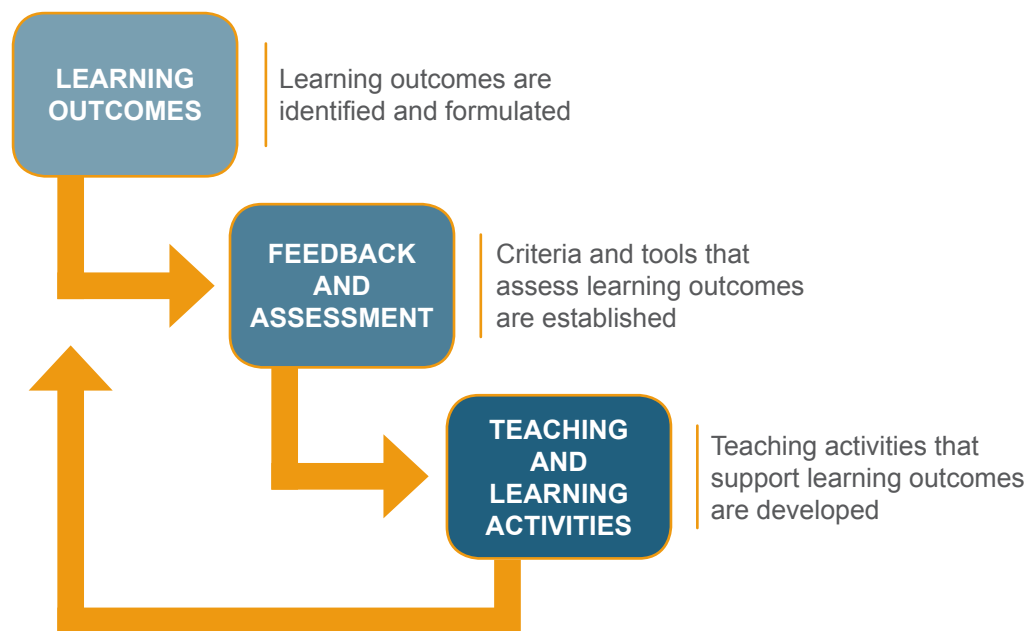 LEARNING
OUTCOMES
Learning outcomes are
identified and formulated
FEEDBACK
AND
ASSESSMENT
Criteria and tools that
assess learning outcomes
are established
TEACHING
AND
LEARNING
ACTIVITIES
Teaching activities that
support learning outcomes
are developed